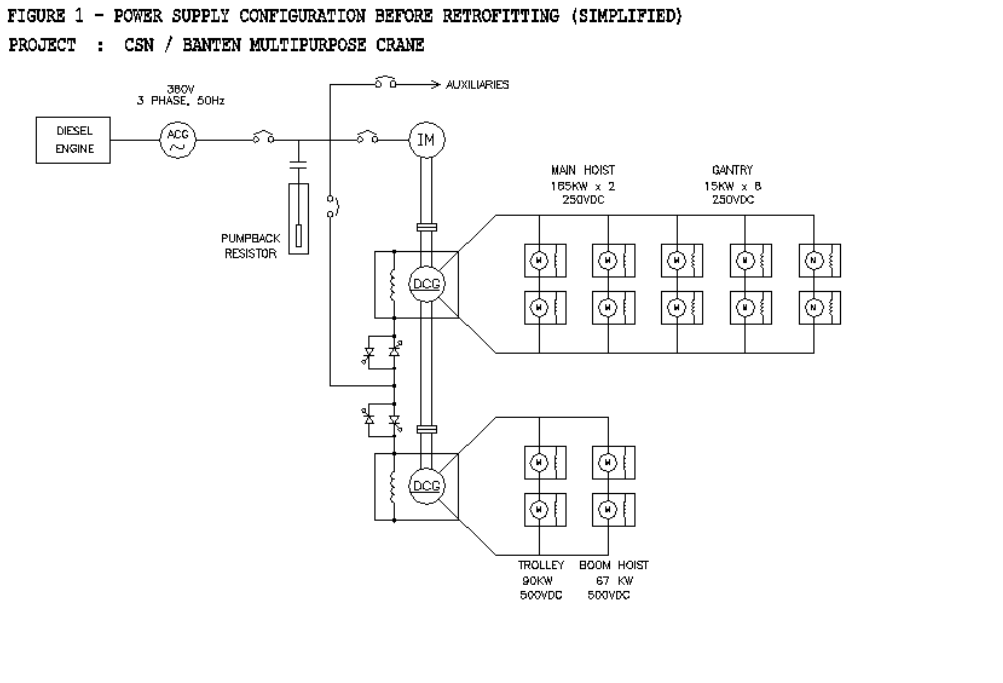 FIGURE 1 - POWER SUPPLY CONFIGURATION BEFORE RETROFITTING (SIMPLIFIED)
PROJECT : CSN / BANTEN MULTIPURPOSE CRANE
380V
3 PHASE, 50Hz
AUXILIARIES
DIESEL
ENGINE
ACG
IM
MAIN HOIST
185KW x 2
250VDC
GANTRY
15KW x 8
250VDC
PUMPBACK
RESISTOR
DCG
M M M M N
M M M M N
DCG
M M
M M
TROLLEY
90KW
500VDC
BOOM HOIST
67 KW
500VDC